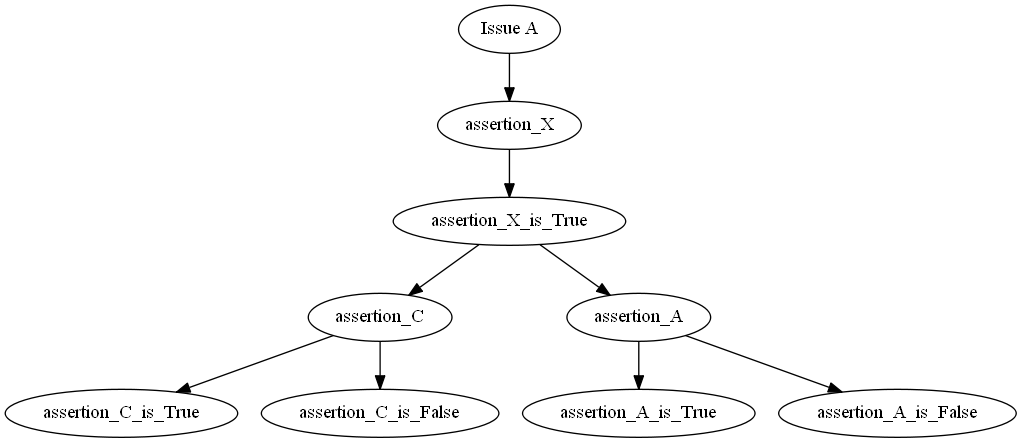 Issue A
assertion_X
assertion_X_is_True
assertion_C
assertion_A
assertion_C_is_True
assertion_C_is_False
assertion_A_is_True
assertion_A_is_False